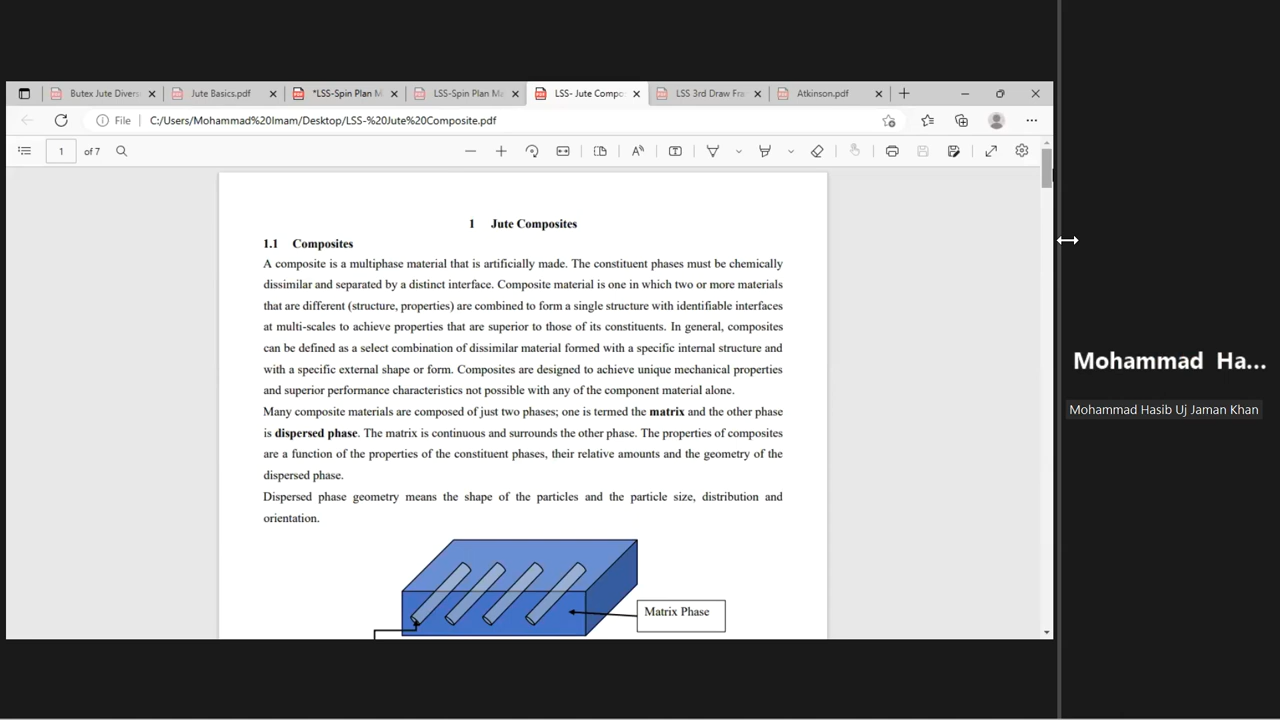 Butex Jute Divers
Jute Basics.pdf
*LSS-Spin Plan M
LSS-Spin Plan Ma
LSS- Jute Compo
LSS 3rd Draw Fra
Atkinson.pdf
File
C:/Users/Mohammad%20Imam/Desktop/LSS-%20Jute%20Composite.pdf
1 of 7
1 Jute Composites
1.1 Composites
A composite is a multiphase material that is artificially made. The constituent phases must be chemically
dissimilar and separated by a distinct interface. Composite material is one in which two or more materials
that are different (structure, properties) are combined to form a single structure with identifiable interfaces
at multi-scales to achieve properties that are superior to those of its constituents. In general, composites
can be defined as a select combination of dissimilar material formed with a specific internal structure and
with a specific external shape or form. Composites are designed to achieve unique mechanical properties
and superior performance characteristics not possible with any of the component material alone.
Many composite materials are composed of just two phases; one is termed the matrix and the other phase
is dispersed phase. The matrix is continuous and surrounds the other phase. The properties of composites
are a function of the properties of the constituent phases, their relative amounts and the geometry of the
dispersed phase.
Dispersed phase geometry means the shape of the particles and the particle size, distribution and
orientation.
Matrix Phase
Mohammad Ha...
Mohammad Hasib Uj Jaman Khan